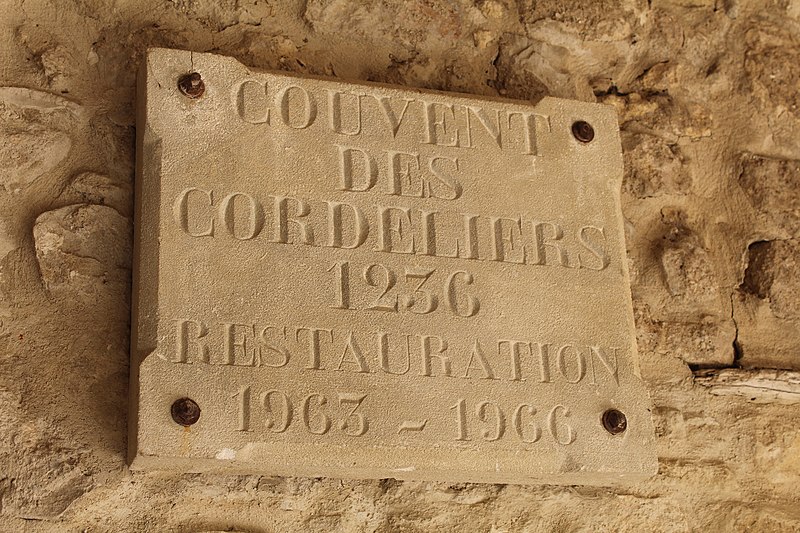 COUVENT
DES
CORDELIERS
1236
RESTAURATION
1963 - 1966